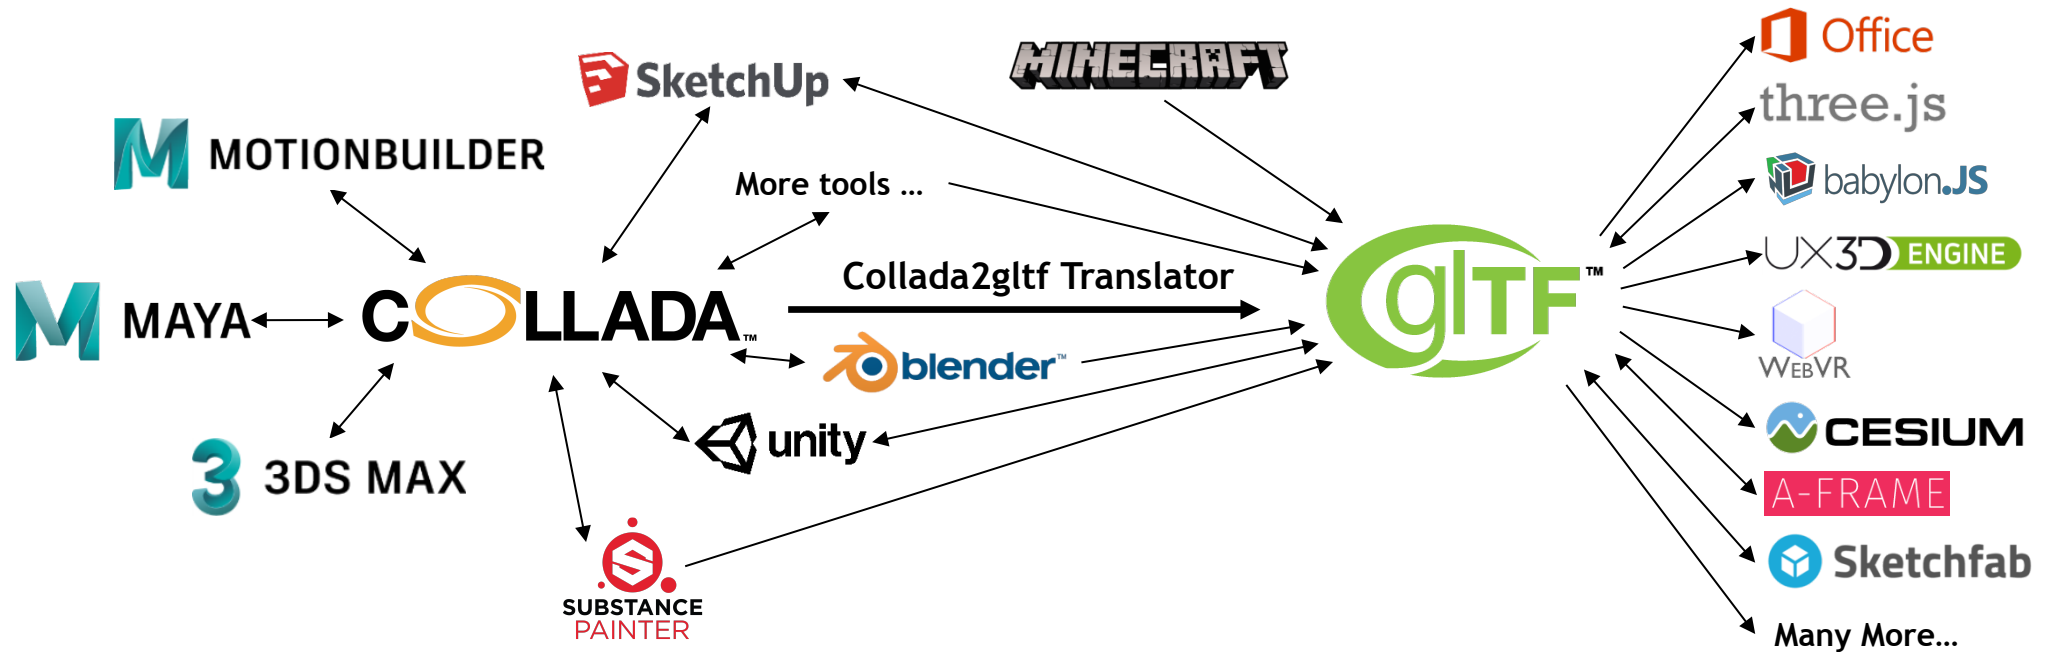 MINECRAFT
Office
SketchUp
three.js
MOTIONBUILDER
More tools ...
babylon.JS
Collada2gltf Translator
UX3D ENGINE
MAYA
COLLADA™
glTF™
blender™
WEBVR
unity
CESIUM
3DS MAX
A-FRAME
Sketchfab
SUBSTANCE
PAINTER
Many More...